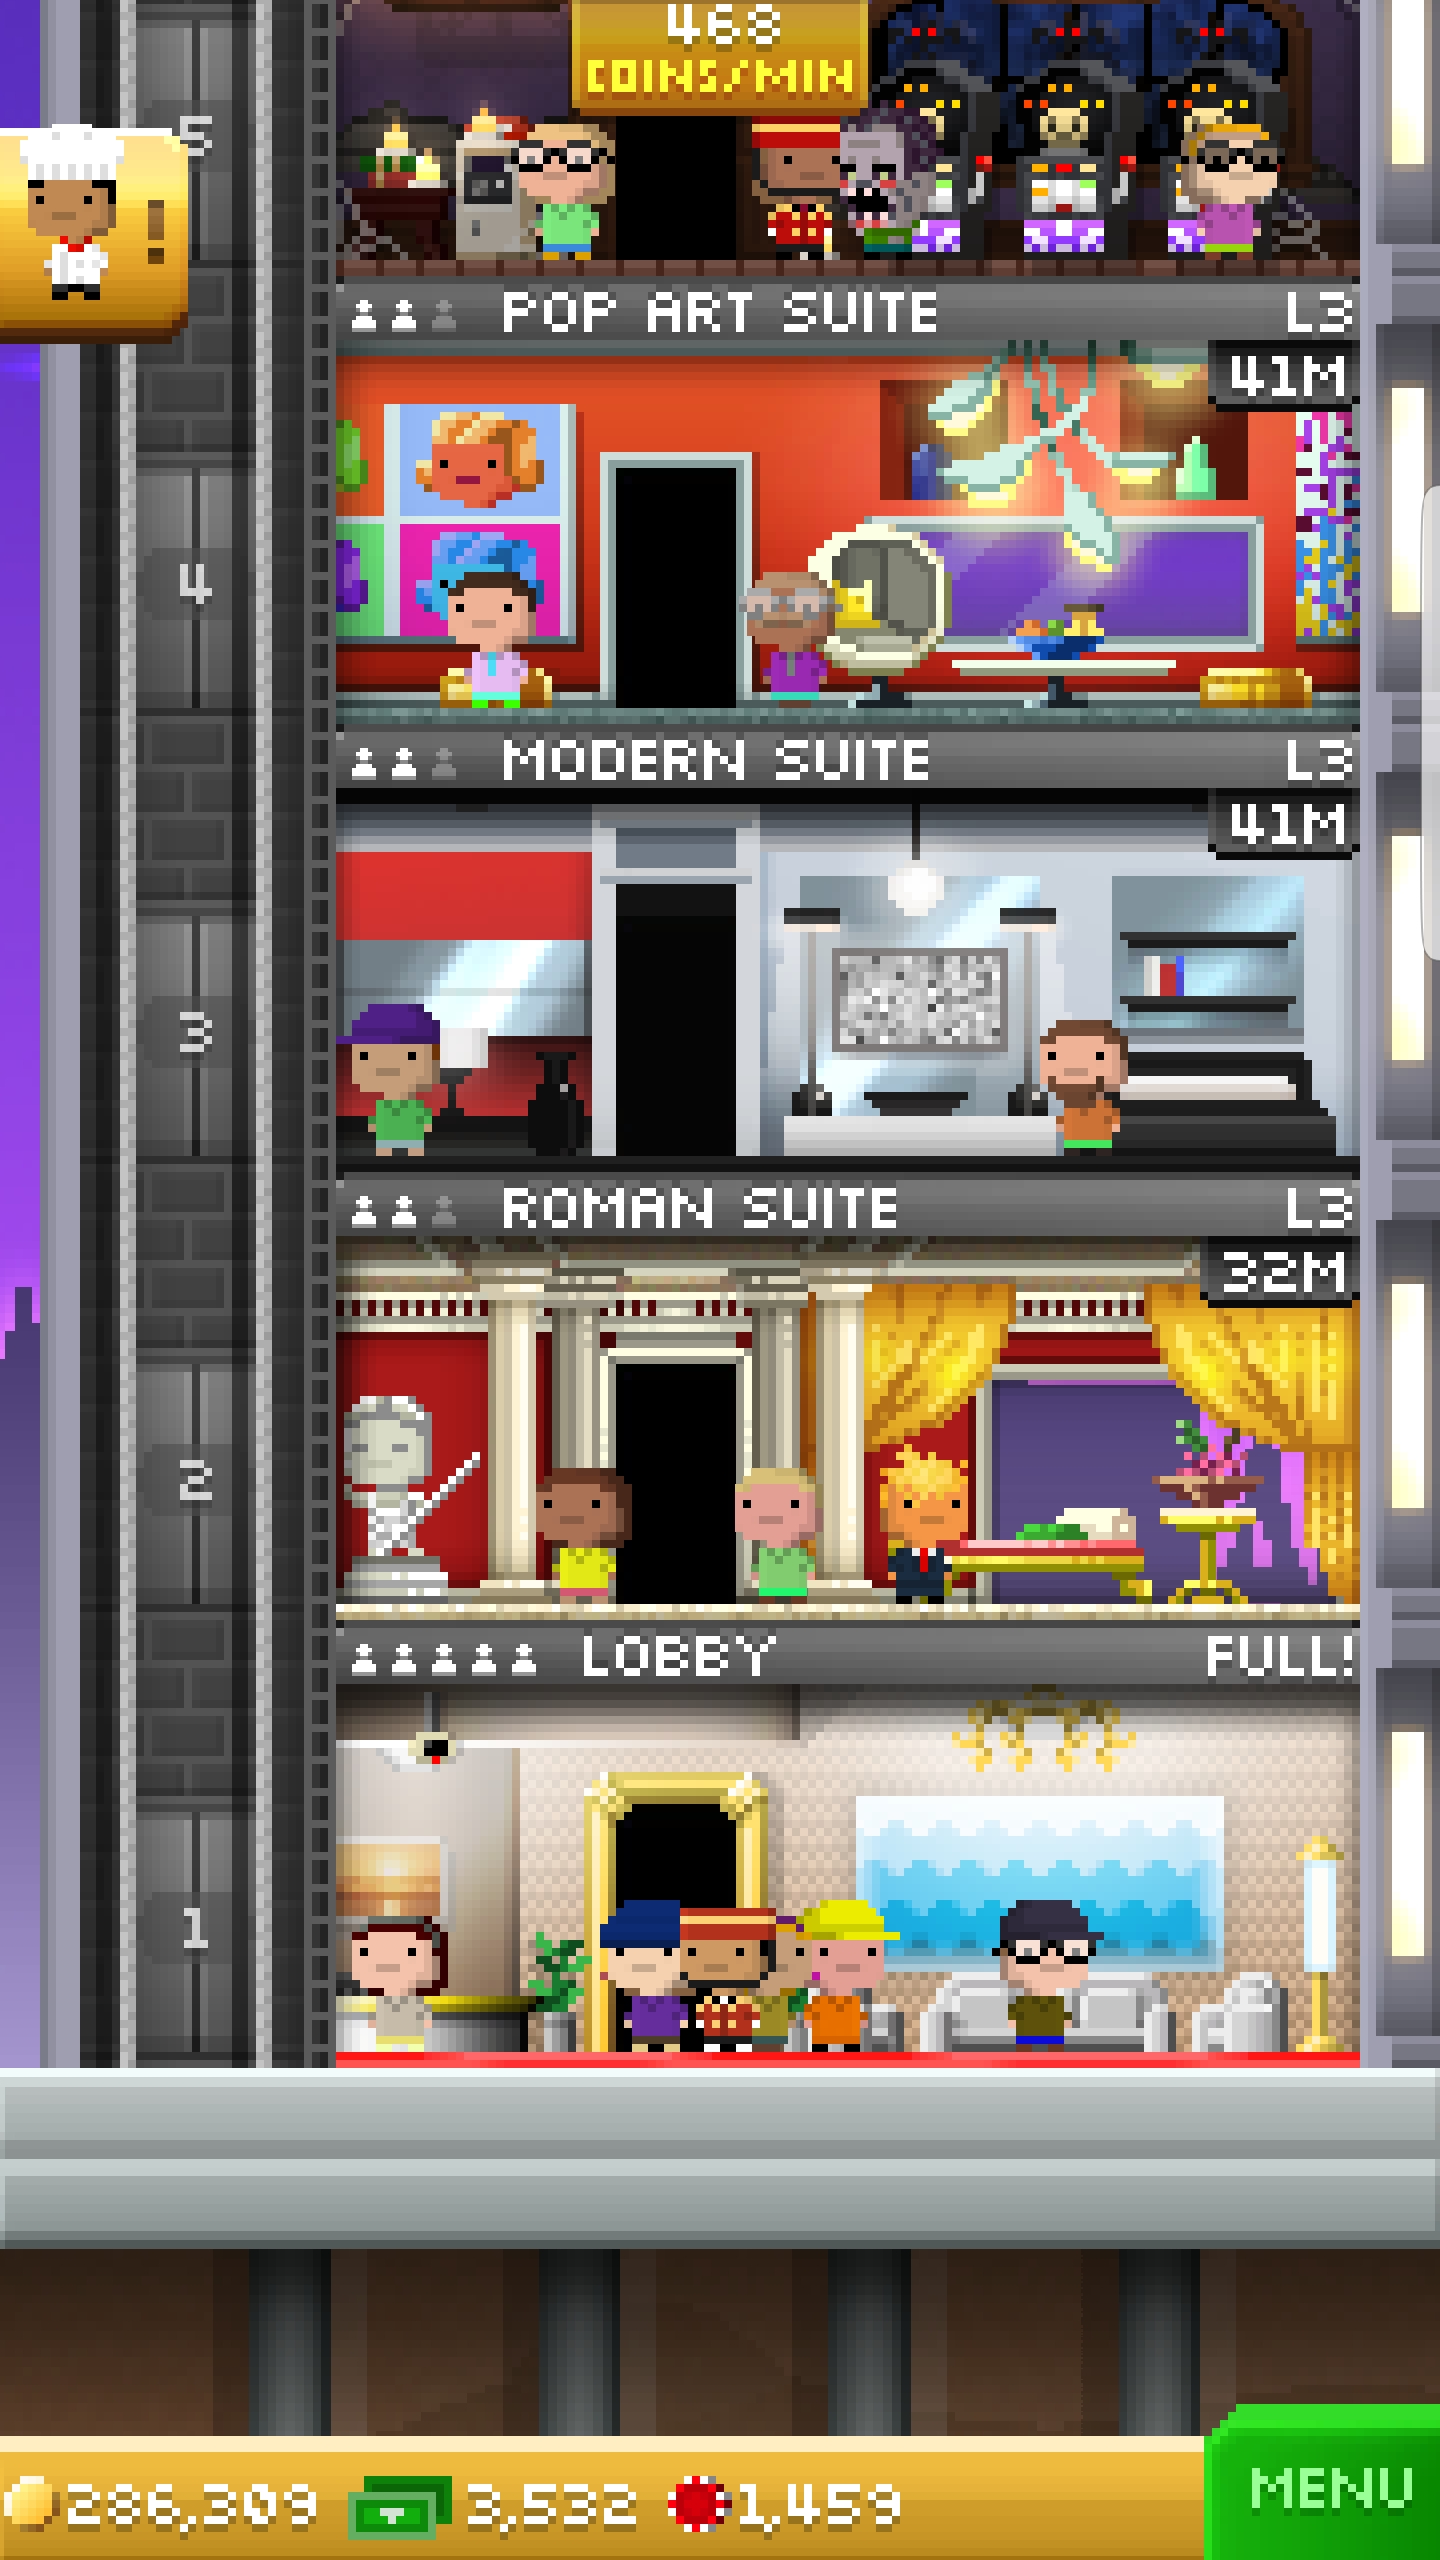 468
COINS/MIN
5
!
POP ART SUITE L3
41M
4
MODERN SUITE L3
41M
3
ROMAN SUITE L3
32M
2
LOBBY FULL!
1
286,309 3,532 1,459
MENU